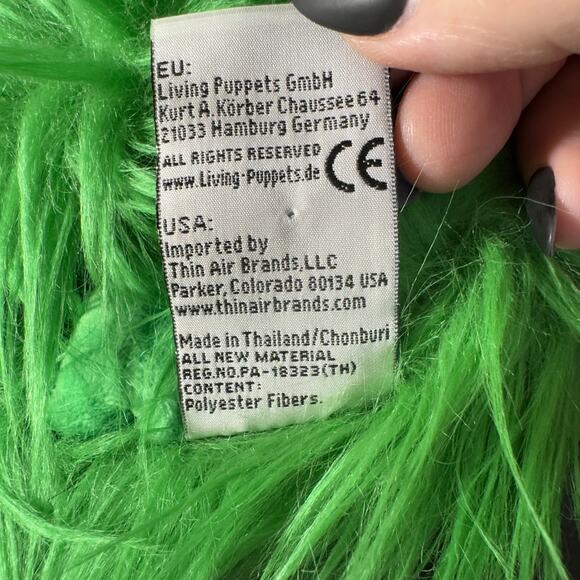 EU:
Living Puppets GmbH
Kurt A. Körber Chaussee 64
21033 Hamburg Germany
ALL RIGHTS RESERVED
www.Living-Puppets.de
CE
USA:
Imported by
Thin Air Brands,LLC
Parker, Colorado 80134 USA
www.thinairbrands.com
Made in Thailand/Chonburi
ALL NEW MATERIAL
REG.NO.PA-18323(TH)
CONTENT:
Polyester Fibers.